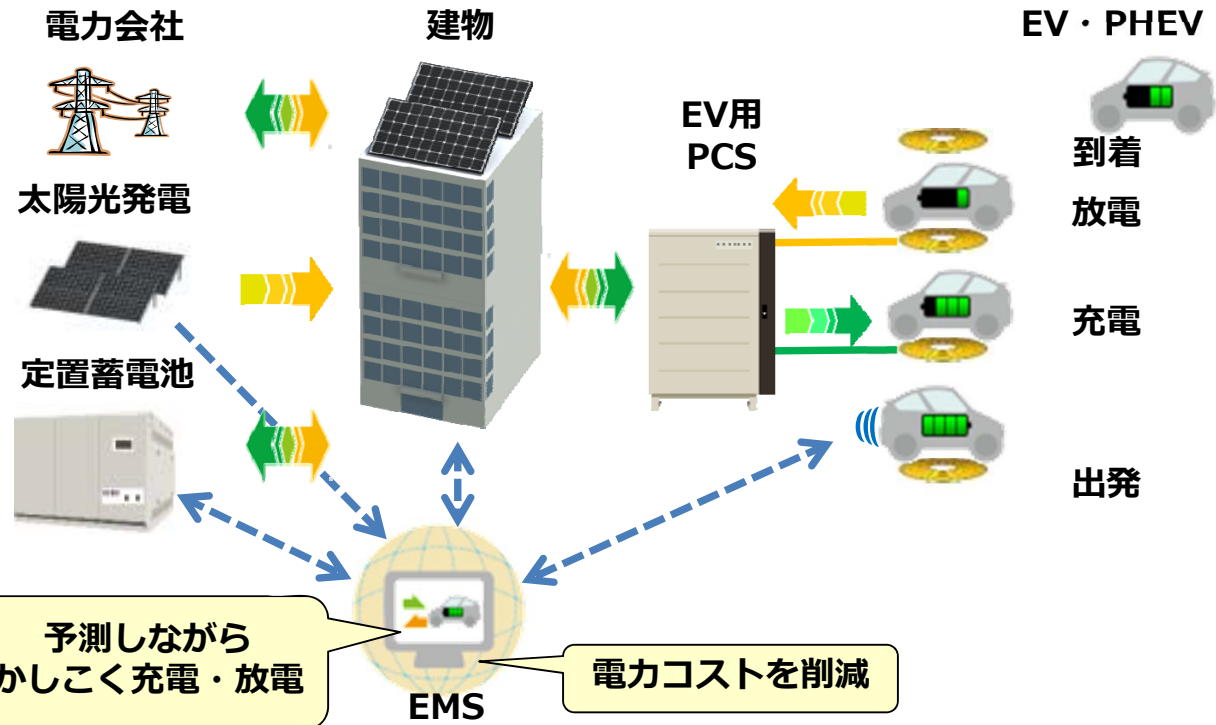 電力会社
建物
EV・PHEV
EV用
PCS
到着
太陽光発電
放電
充電
定置蓄電池
出発
予測しながら
かしこく充電・放電
電力コストを削減
EMS